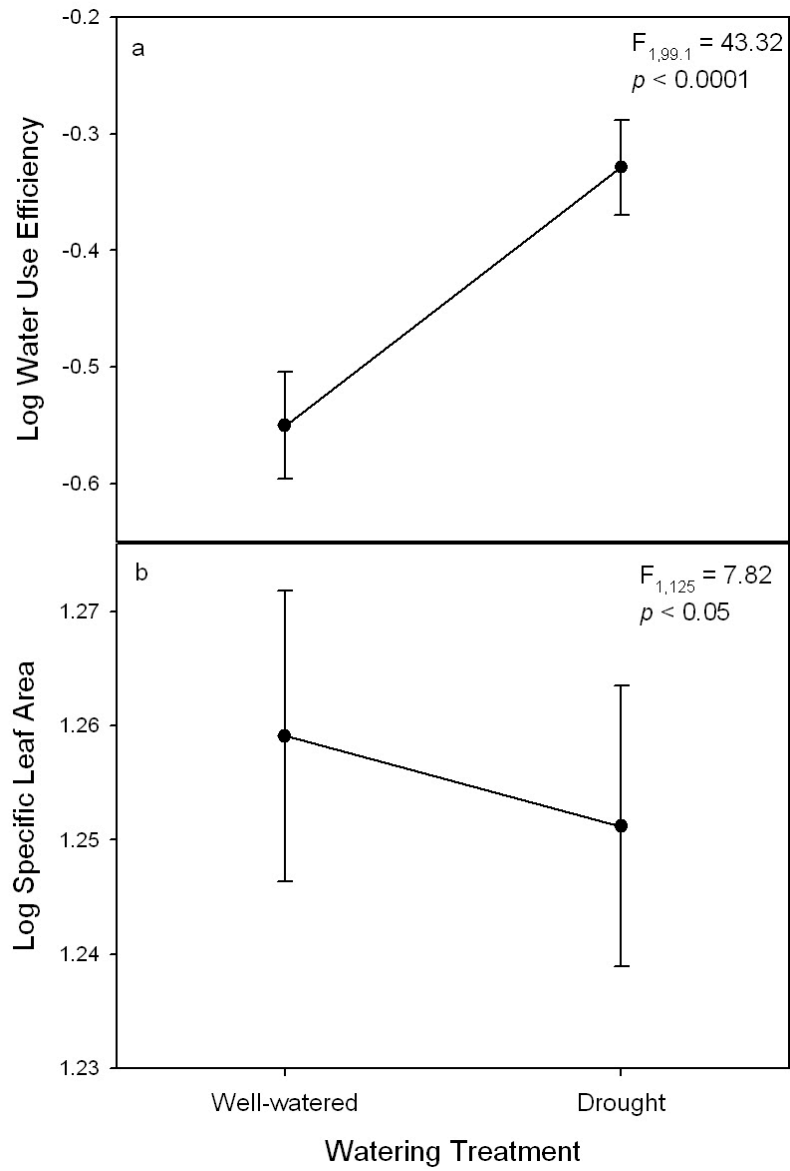 a
F1,99.1 = 43.32
p < 0.0001
-0.2
-0.3
-0.4
-0.5
-0.6
Log Water Use Efficiency
b
F1,125 = 7.82
p < 0.05
1.27
1.26
1.25
1.24
1.23
Log Specific Leaf Area
Well-watered Drought
Watering Treatment